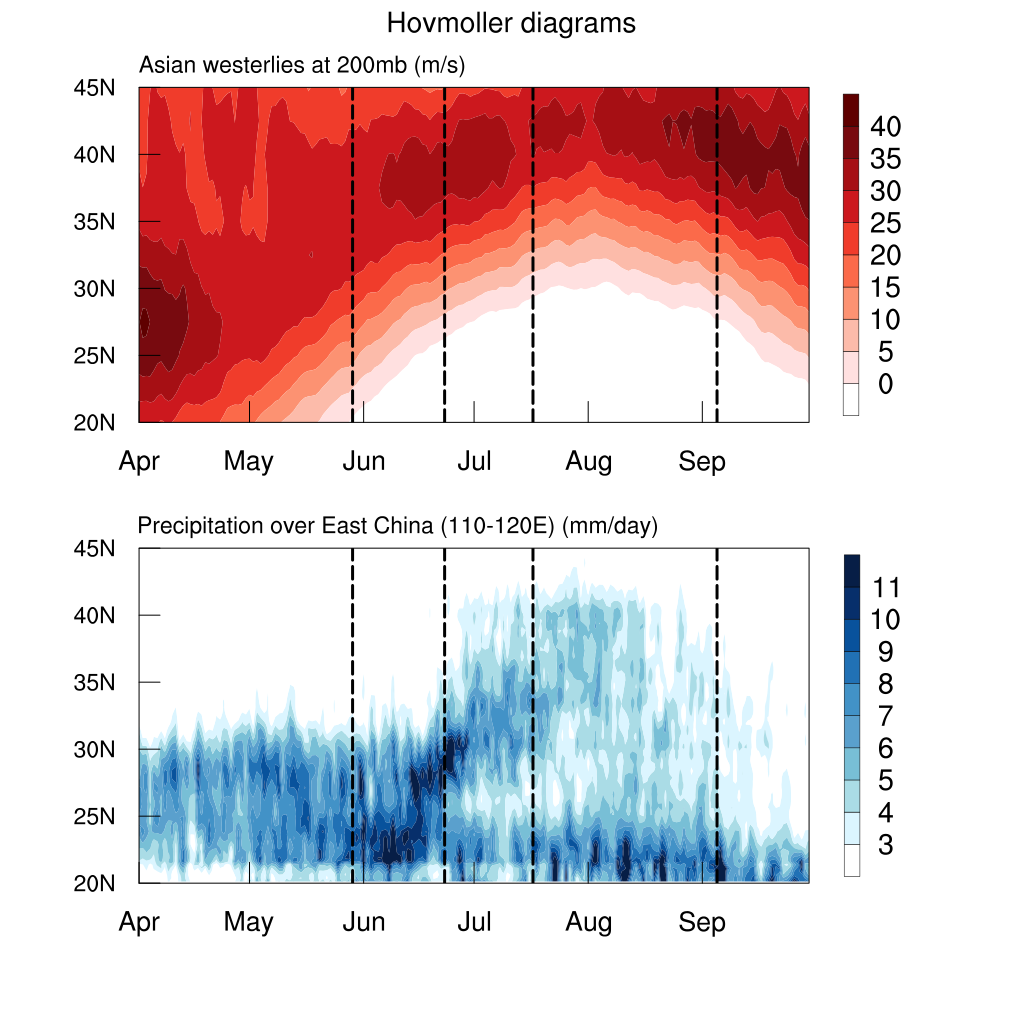 Hovmoller diagrams
Asian westerlies at 200mb (m/s)
45N
40N
35N
30N
25N
20N
Apr May Jun Jul Aug Sep
40
35
30
25
20
15
10
5
0
Precipitation over East China (110-120E) (mm/day)
45N
40N
35N
30N
25N
20N
Apr May Jun Jul Aug Sep
11
10
9
8
7
6
5
4
3